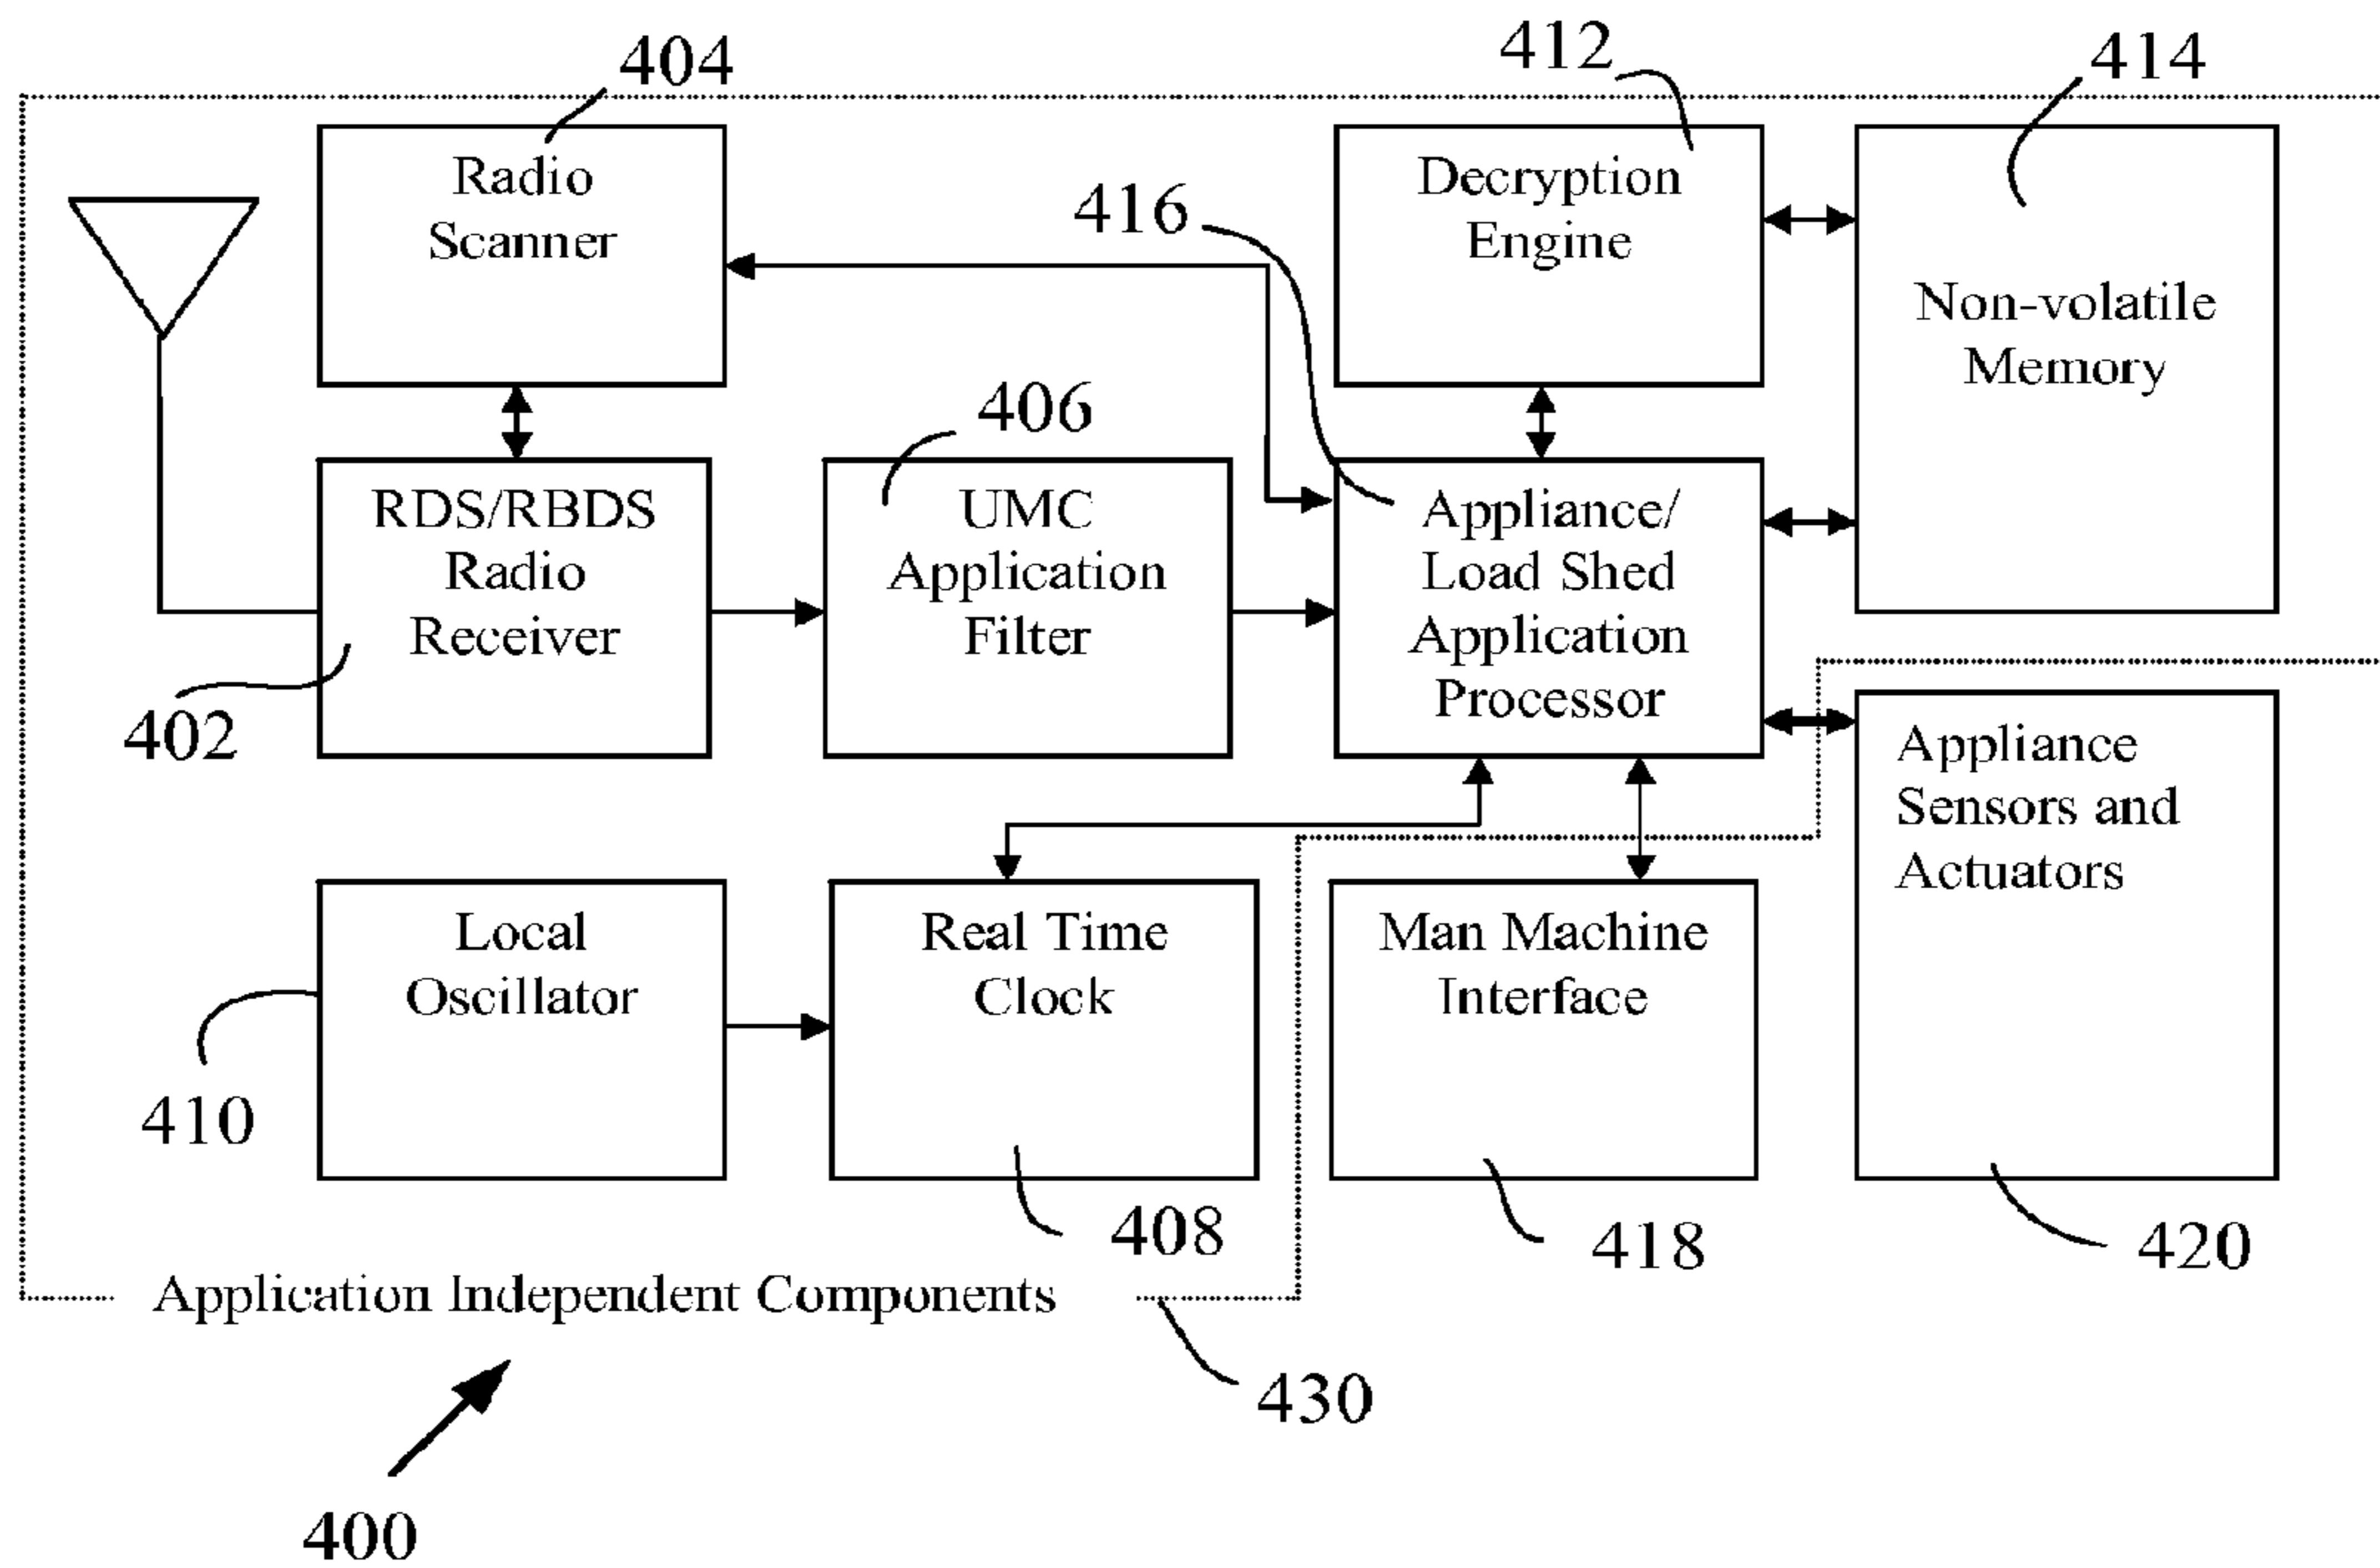 404
412
414
Radio
Scanner
416
Decryption
Engine
Non-volatile
Memory
406
RDS/RBDS
Radio
Receiver
402
UMC
Application
Filter
Appliance/
Load Shed
Application
Processor
Appliance
Sensors and
Actuators
Local
Oscillator
410
Real Time
Clock
408
Man Machine
Interface
418
420
Application Independent Components
430
400